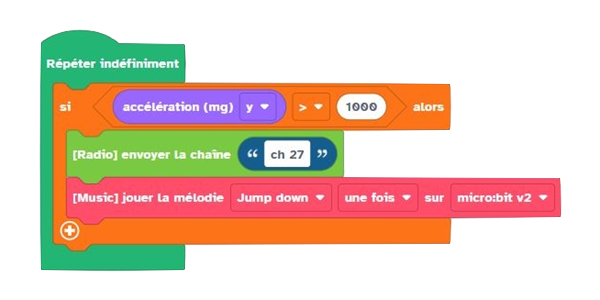 Répéter indéfiniment
si accélération (mg) y > 1000 alors
[Radio] envoyer la chaîne “ ch 27 ”
[Music] jouer la mélodie Jump down une fois sur micro:bit v2